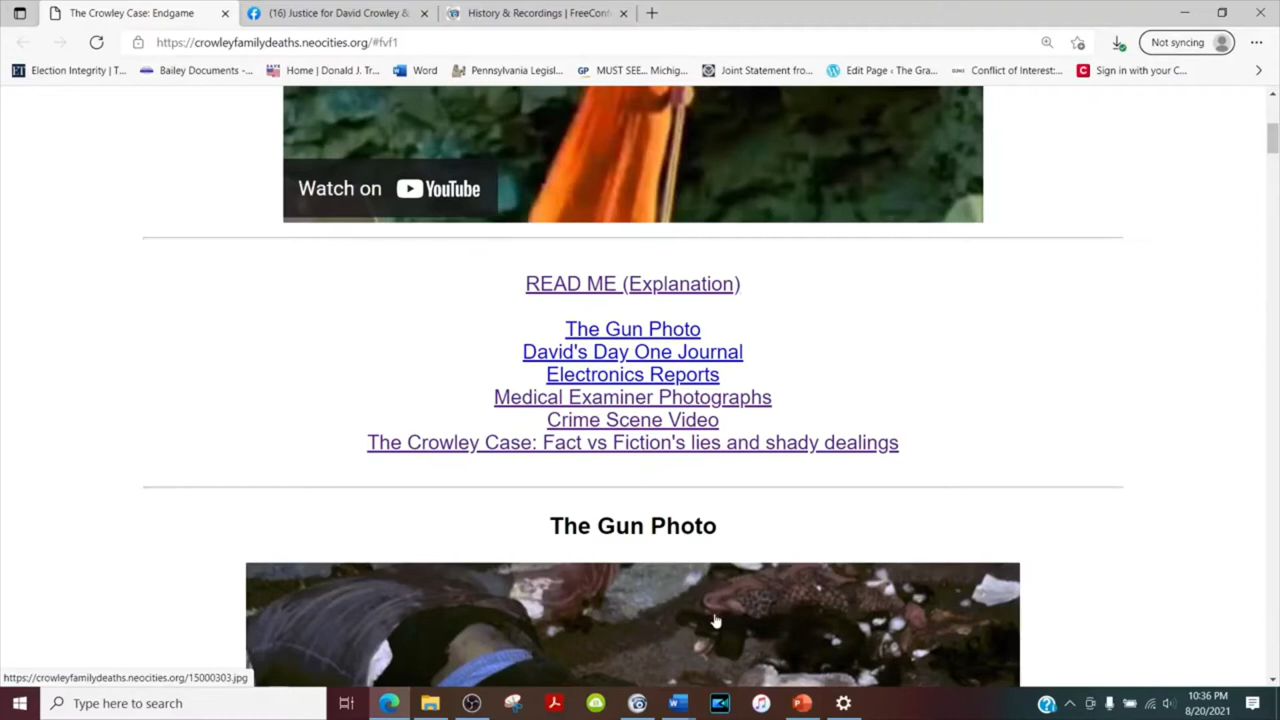 The Crowley Case: Endgame
(16) Justice for David Crowley &
History & Recordings | FreeConf
https://crowleyfamilydeaths.neocities.org/#fvf1
Not syncing
Election Integrity | T...
Bailey Documents -...
Home | Donald J. Tr...
Word
Pennsylvania Legisl...
GP
MUST SEE... Michig...
Joint Statement fro...
Edit Page ‹ The Gra...
Conflict of Interest:...
Sign in with your C...
Watch on YouTube
READ ME (Explanation)
The Gun Photo
David's Day One Journal
Electronics Reports
Medical Examiner Photographs
Crime Scene Video
The Crowley Case: Fact vs Fiction's lies and shady dealings
The Gun Photo
https://crowleyfamilydeaths.neocities.org/15000303.jpg
Type here to search
10:36 PM
8/20/2021